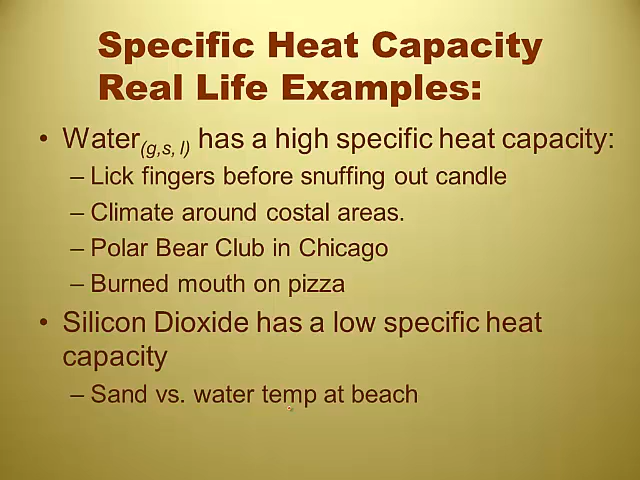 Specific Heat Capacity
Real Life Examples:
• Water(g,s, l) has a high specific heat capacity:
– Lick fingers before snuffing out candle
– Climate around costal areas.
– Polar Bear Club in Chicago
– Burned mouth on pizza
• Silicon Dioxide has a low specific heat
capacity
– Sand vs. water temp at beach